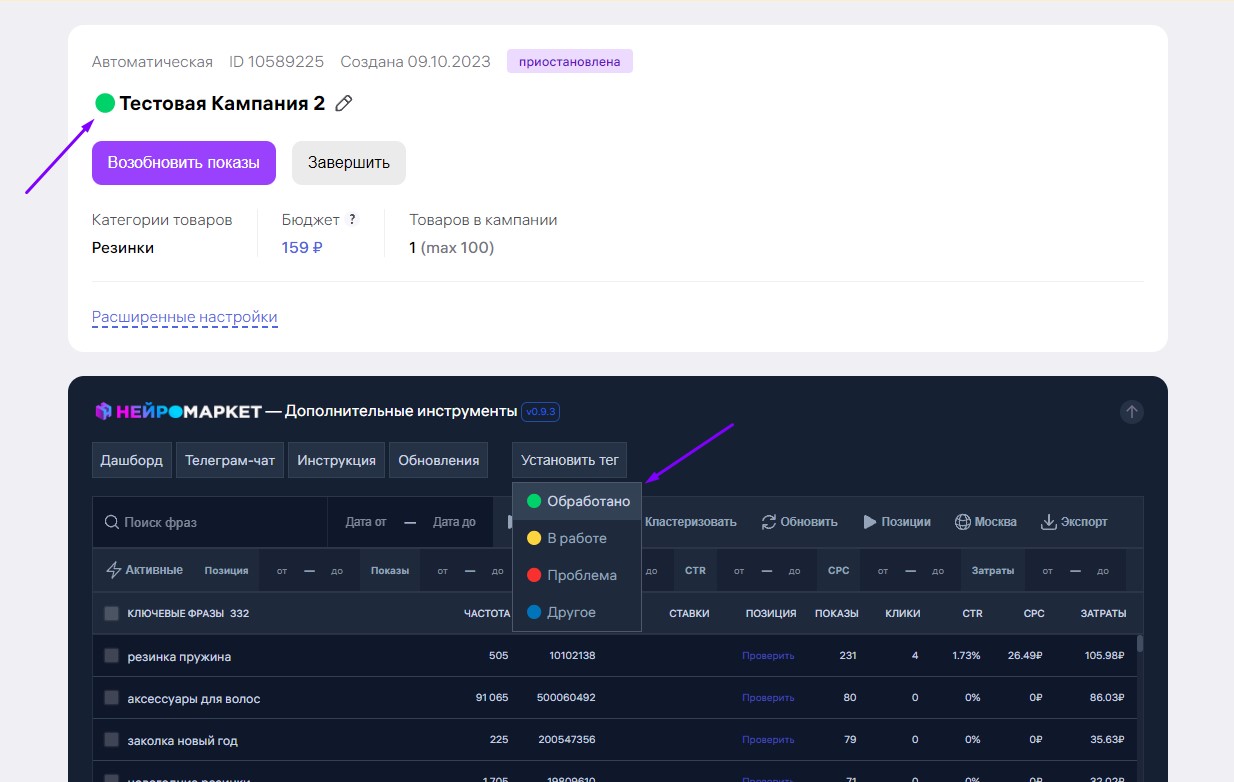 Автоматическая ID 10589225 Создана 09.10.2023 приостановлена
Тестовая Кампания 2
Возобновить показы Завершить
Категории товаров Бюджет ? Товаров в кампании
Резинки 159 ₽ 1 (max 100)
Расширенные настройки
НЕЙРОМАРКЕТ — Дополнительные инструменты v0.9.3
Дашборд Телеграм-чат Инструкция Обновления Установить тег
Обработано
В работе
Проблема
Другое
Поиск фраз Дата от — Дата до Кластеризовать Обновить Позиции Москва Экспорт
Активные Позиция от — до Показы от — до до CTR от — до CPC от — до Затраты от — до
КЛЮЧЕВЫЕ ФРАЗЫ 332 ЧАСТОТА СТАВКИ ПОЗИЦИЯ ПОКАЗЫ КЛИКИ CTR CPC ЗАТРАТЫ
резинка пружина 505 10102138 Проверить 231 4 1.73% 26.49₽ 105.98₽
аксессуары для волос 91 065 500060492 Проверить 80 0 0% 0₽ 86.03₽
заколка новый год 225 200547356 Проверить 79 0 0% 0₽ 35.63₽
новогодние резинки 1 705 19809610 Проверить 71 0 0% 0₽ 32.02₽